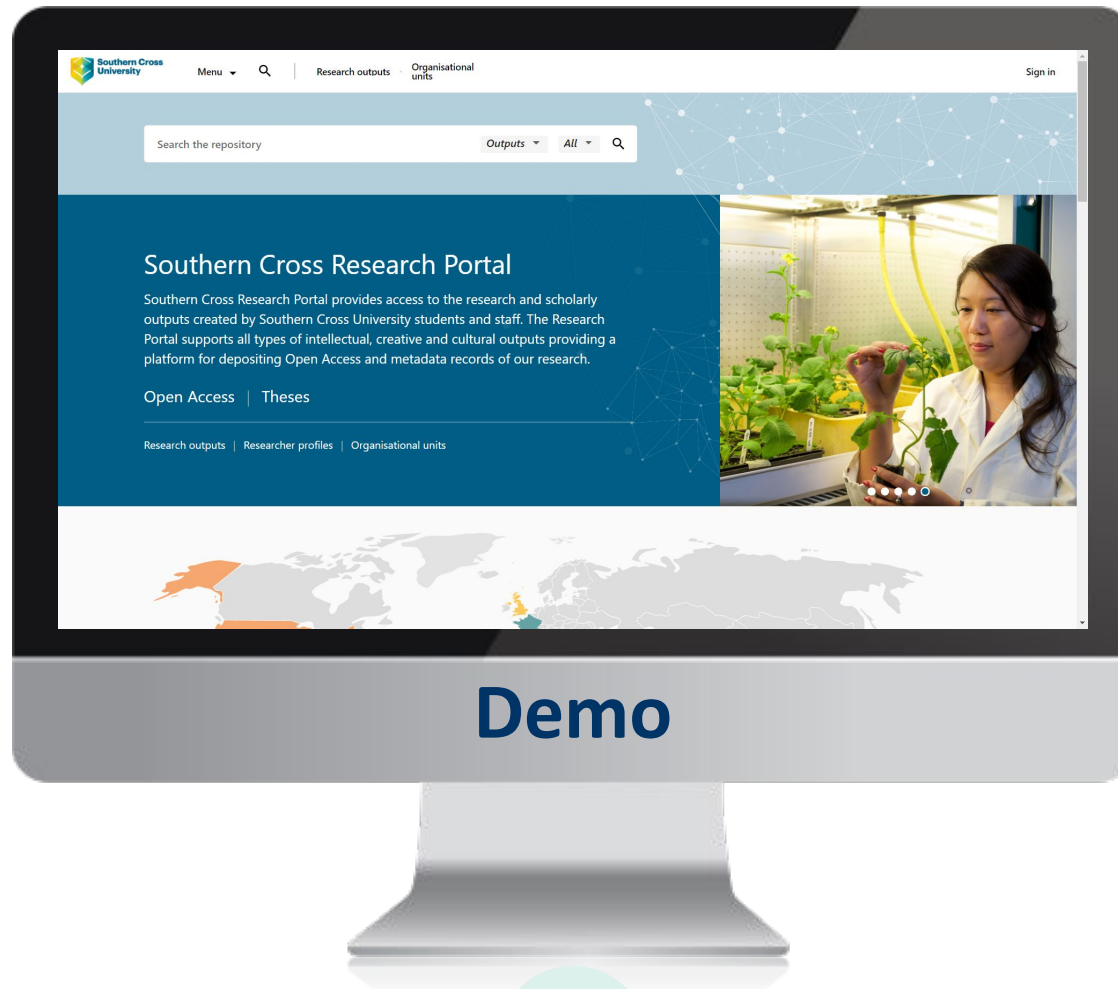 Southern Cross
University
Menu
Research outputs
Organisational
units
Sign in
Search the repository
Outputs
All
Southern Cross Research Portal
Southern Cross Research Portal provides access to the research and scholarly
outputs created by Southern Cross University students and staff. The Research
Portal supports all types of intellectual, creative and cultural outputs providing a
platform for depositing Open Access and metadata records of our research.
Open Access | Theses
Research outputs | Researcher profiles | Organisational units
Demo